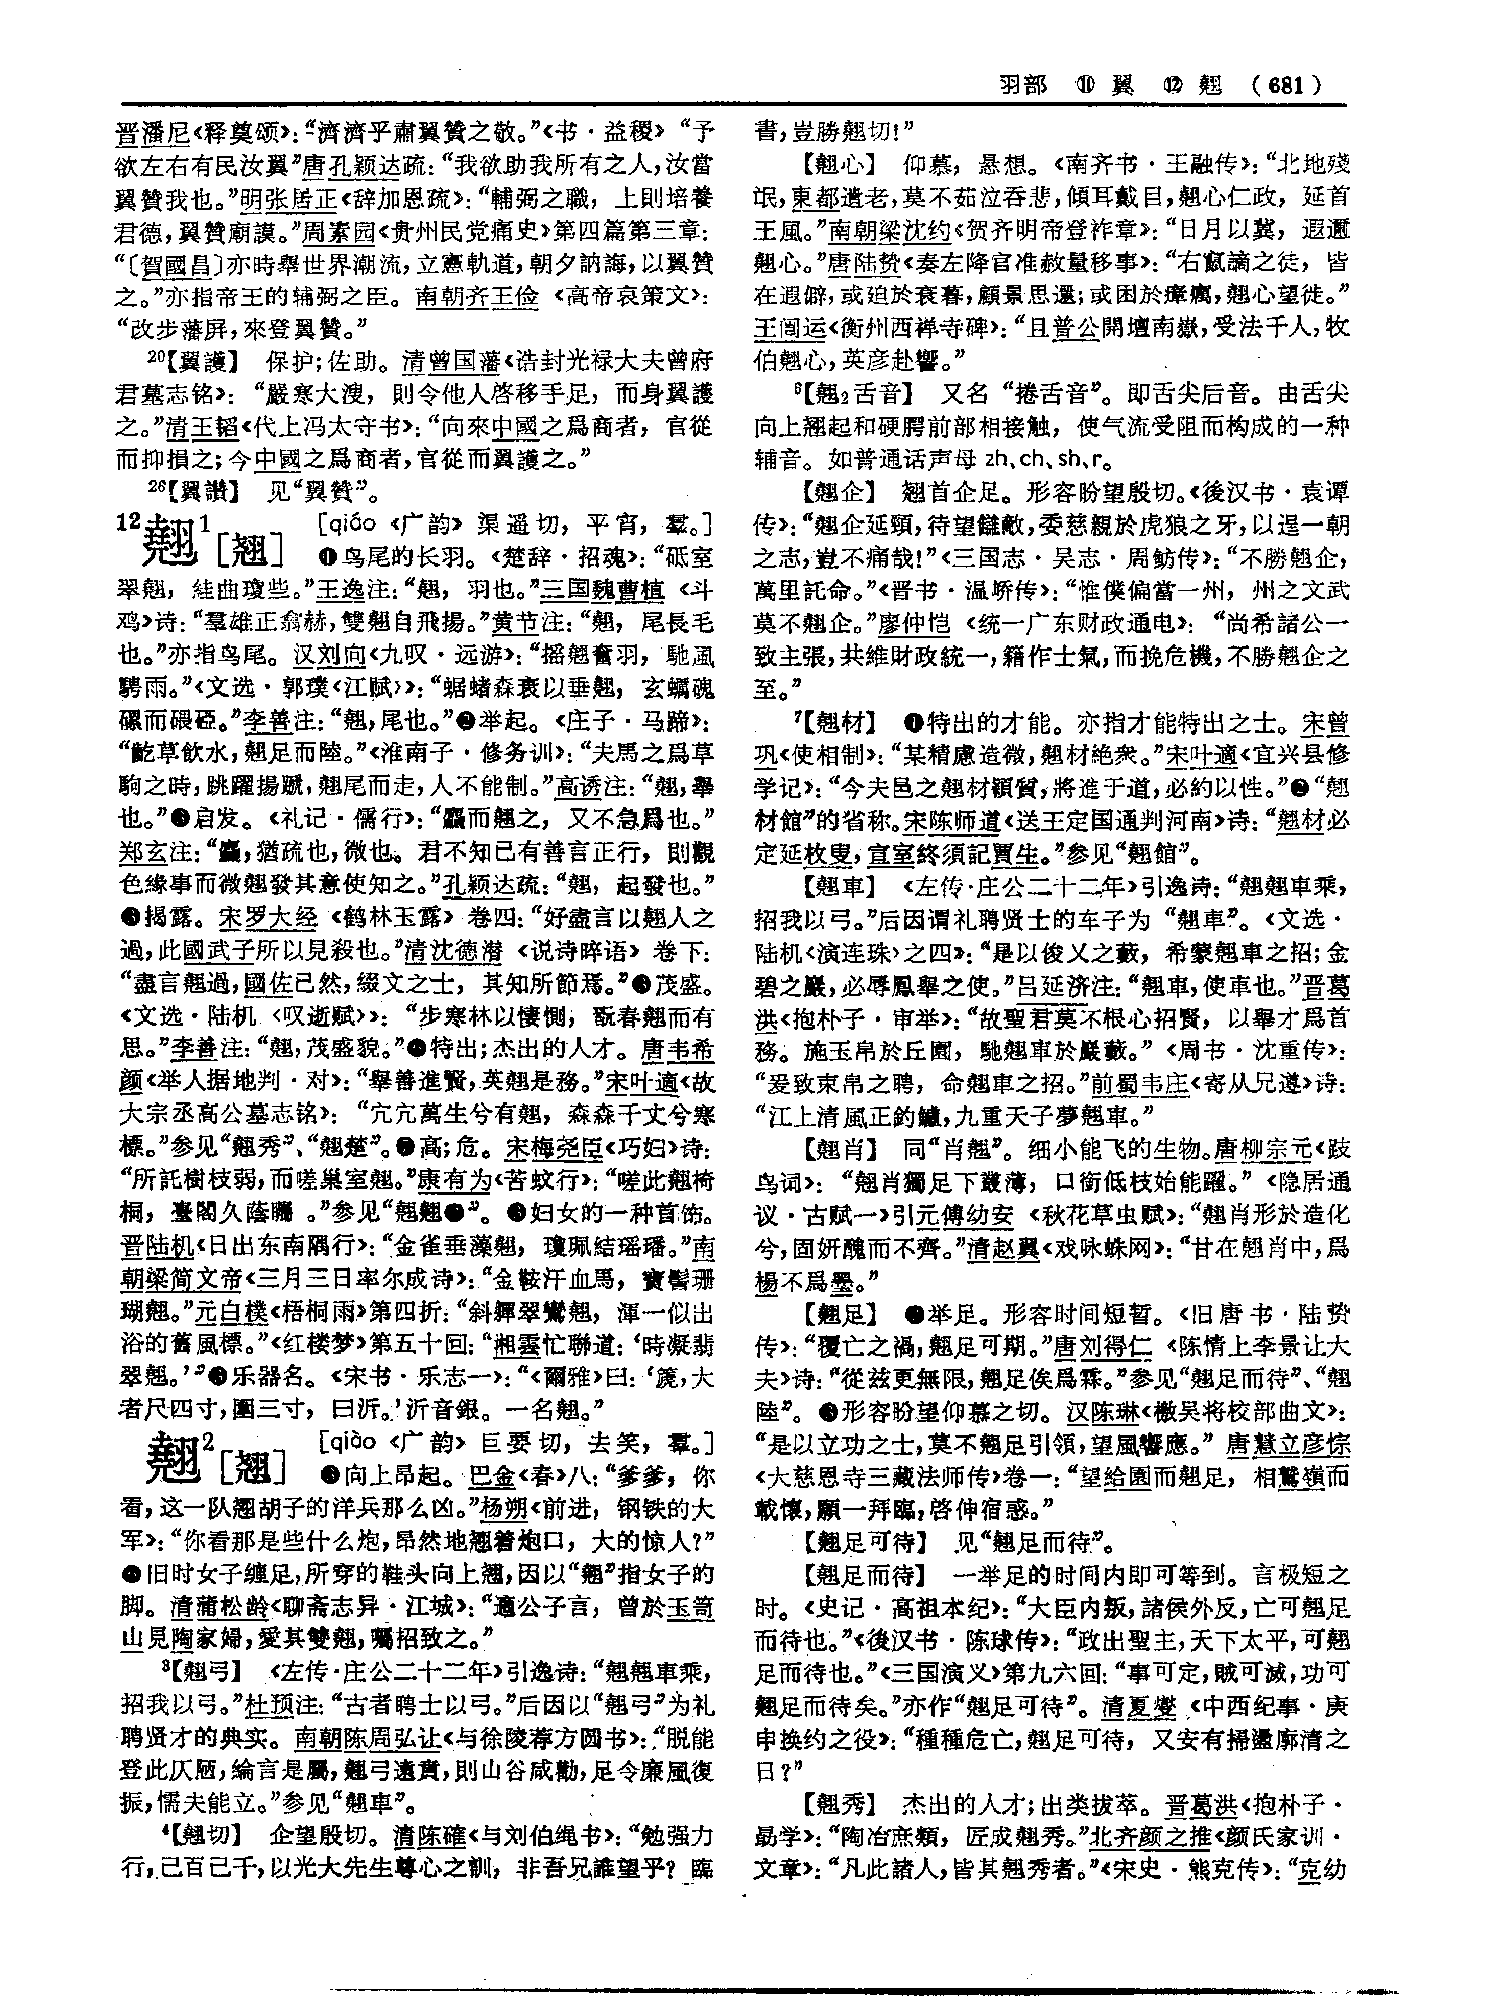 羽部 ⑩ 翼 ⑫ 翹 (681)
晋潘尼《释奠颂》：“濟濟乎肅翼贊之敬。”《书·益稷》“予
欲左右有民汝翼”唐孔颖达疏：“我欲助我所有之人，汝當
翼贊我也。”明张居正《辞加恩疏》：“輔弼之職，上則培養
君德，翼贊廟謨。”周素园《贵州民党痛史》第四篇第三章：
“〔賀國昌〕亦時舉世界潮流，立憲軌道，朝夕訥誨，以翼贊
之。”亦指帝王的辅弼之臣。南朝齐王俭《高帝哀策文》：
“改步藩屏，來登翼贊。”
20【翼護】 保护；佐助。清曾国藩《诰封光禄大夫曾府
君墓志铭》：“嚴寒大溲，則令他人啓移手足，而身翼護
之。”清王韬《代上冯太守书》：“向來中國之爲商者，官從
而抑損之；今中國之爲商者，官從而翼護之。”
26【翼讚】 见“翼贊”。
12翹1［翘］ [qiáo 《广韵》渠遥切，平宵，羣。]
❶鸟尾的长羽。《楚辞·招魂》：“砥室
翠翹，絓曲瓊些。”王逸注：“翹，羽也。”三国魏曹植《斗
鸡》诗：“羣雄正翕赫，雙翹自飛揚。”黄节注：“翹，尾長毛
也。”亦指鸟尾。汉刘向《九叹·远游》：“摇翹奮羽，馳風
騁雨。”《文选·郭璞〈江赋〉》：“蜛蝫森衰以垂翹，玄蠣磈
磥而碨硊。”李善注：“翹，尾也。”❷举起。《庄子·马蹄》：
“齕草飲水，翹足而陸。”《淮南子·修务训》：“夫馬之爲草
駒之時，跳躍揚蹏，翹尾而走，人不能制。”高诱注：“翹，舉
也。”❸启发。《礼记·儒行》：“麤而翹之，又不急爲也。”
郑玄注：“麤，猶疏也，微也。君不知己有善言正行，則觀
色緣事而微翹發其意使知之。”孔颖达疏：“翹，起發也。”
❹揭露。宋罗大经《鹤林玉露》卷四：“好盡言以翹人之
過，此國武子所以見殺也。”清沈德潜《说诗晬语》卷下：
“盡言翹過，國佐已然，綴文之士，其知所節焉。”❺茂盛。
《文选·陆机〈叹逝赋〉》：“步寒林以悽惻，翫春翹而有
思。”李善注：“翹，茂盛貌。”❻特出；杰出的人才。唐韦希
颜《举人据地判·对》：“舉善進賢，英翹是務。”宋叶適《故
大宗丞高公墓志铭》：“亢亢萬生兮有翹，森森千丈兮寒
標。”参见“翹秀”、“翹楚”。❼高；危。宋梅尧臣《巧妇》诗：
“所託樹枝弱，而嗟巢室翹。”康有为《苦蚊行》：“嗟此翹椅
桐，臺閣久蔭 。”参见“翹翹❷”。❽妇女的一种首饰。
晋陆机《日出东南隅行》：“金雀垂藻翹，瓊珮結瑶璠。”南
朝梁简文帝《三月三日率尔成诗》：“金鞍汗血馬，寶髻珊
瑚翹。”元白樸《梧桐雨》第四折：“斜軃翠鸞翹，渾一似出
浴的舊風標。”《红楼梦》第五十回：“湘雲忙聯道：‘時凝翡
翠翹。’”❾乐器名。《宋书·乐志一》：“《爾雅》曰：‘篪，大
者尺四寸，圍三寸，曰沂。’沂音銀。一名翹。”
翹2［翘］ [qiào 《广韵》巨要切，去笑，羣。]
❶向上昂起。巴金《春》八：“爹爹，你
看，这一队翘胡子的洋兵那么凶。”杨朔《前进，钢铁的大
军》：“你看那是些什么炮，昂然地翘着炮口，大的惊人？”
❷旧时女子缠足，所穿的鞋头向上翘，因以“翘”指女子的
脚。清蒲松龄《聊斋志异·江城》：“適公子言，曾於玉笥
山見陶家婦，愛其雙翹，囑招致之。”
3【翹弓】 《左传·庄公二十二年》引逸诗：“翹翹車乘，
招我以弓。”杜预注：“古者聘士以弓。”后因以“翹弓”为礼
聘贤才的典实。南朝陈周弘让《与徐陵荐方圆书》：“脱能
登此仄陋，綸言是屬，翹弓遠賁，則山谷咸勸，足令廉風復
振，懦夫能立。”参见“翹車”。
4【翹切】 企望殷切。清陈確《与刘伯绳书》：“勉强力
行，己百己千，以光大先生尊心之訓，非吾兄誰望乎？臨
書，豈勝翹切！”
【翹心】 仰慕，悬想。《南齐书·王融传》：“北地殘
氓，東都遺老，莫不茹泣吞悲，傾耳戴目，翹心仁政，延首
王風。”南朝梁沈约《贺齐明帝登祚章》：“日月以冀，遐邇
翹心。”唐陆贽《奏左降官准赦量移事》：“右竄謫之徒，皆
在遐僻，或迫於衰暮，顧景思還；或困於瘴癘，翹心望徙。”
王闿运《衡州西禅寺碑》：“且普公開壇南嶽，受法千人，牧
伯翹心，英彦赴響。”
6【翹2舌音】 又名“捲舌音”。即舌尖后音。由舌尖
向上翘起和硬腭前部相接触，使气流受阻而构成的一种
辅音。如普通话声母 zh、ch、sh、r。
【翹企】 翘首企足。形容盼望殷切。《後汉书·袁谭
传》：“翹企延頸，待望讎敵，委慈親於虎狼之牙，以逞一朝
之志，豈不痛哉！”《三国志·吴志·周鲂传》：“不勝翹企，
萬里託命。”《晋书·温峤传》：“惟僕偏當一州，州之文武
莫不翹企。”廖仲恺《统一广东财政通电》：“尚希諸公一
致主張，共維財政統一，籍作士氣，而挽危機，不勝翹企之
至。”
7【翹材】 ❶特出的才能。亦指才能特出之士。宋曾
巩《使相制》：“某精慮造微，翹材絶衆。”宋叶適《宜兴县修
学记》：“今夫邑之翹材穎質，將進于道，必約以性。”❷“翹
材館”的省称。宋陈师道《送王定国通判河南》诗：“翹材必
定延枚叟，宣室終須記賈生。”参见“翹館”。
【翹車】 《左传·庄公二十二年》引逸诗：“翹翹車乘，
招我以弓。”后因谓礼聘贤士的车子为“翹車”。《文选·
陆机〈演连珠〉之四》：“是以俊乂之藪，希蒙翹車之招；金
碧之巖，必辱鳳舉之使。”吕延济注：“翹車，使車也。”晋葛
洪《抱朴子·审举》：“故聖君莫不根心招賢，以舉才爲首
務。施玉帛於丘園，馳翹車於巖藪。”《周书·沈重传》：
“爰致束帛之聘，命翹車之招。”前蜀韦庄《寄从兄遵》诗：
“江上清風正釣鱸，九重天子夢翹車。”
【翹肖】 同“肖翹”。细小能飞的生物。唐柳宗元《跂
鸟词》：“翹肖獨足下叢薄，口銜低枝始能躍。”《隐居通
议·古赋一》引元傅幼安《秋花草虫赋》：“翹肖形於造化
兮，固妍醜而不齊。”清赵翼《戏咏蛛网》：“甘在翹肖中，爲
楊不爲墨。”
【翹足】 ❶举足。形容时间短暂。《旧唐书·陆贽
传》：“覆亡之禍，翹足可期。”唐刘得仁《陈情上李景让大
夫》诗：“從兹更無限，翹足俟爲霖。”参见“翹足而待”、“翹
陸”。❷形容盼望仰慕之切。汉陈琳《檄吴将校部曲文》：
“是以立功之士，莫不翹足引領，望風響應。”唐慧立彦悰
《大慈恩寺三藏法师传》卷一：“望給園而翹足，相鷲嶺而
載懷，願一拜臨，啓伸宿惑。”
【翹足可待】 见“翹足而待”。
【翹足而待】 一举足的时间内即可等到。言极短之
时。《史记·高祖本纪》：“大臣内叛，諸侯外反，亡可翹足
而待也。”《後汉书·陈球传》：“政出聖主，天下太平，可翹
足而待也。”《三国演义》第九六回：“事可定，賊可滅，功可
翹足而待矣。”亦作“翹足可待”。清夏燮《中西纪事·庚
申换约之役》：“種種危亡，翹足可待，又安有掃盪廓清之
日？”
【翹秀】 杰出的人才；出类拔萃。晋葛洪《抱朴子·
勗学》：“陶冶庶類，匠成翹秀。”北齐颜之推《颜氏家训·
文章》：“凡此諸人，皆其翹秀者。”《宋史·熊克传》：“克幼